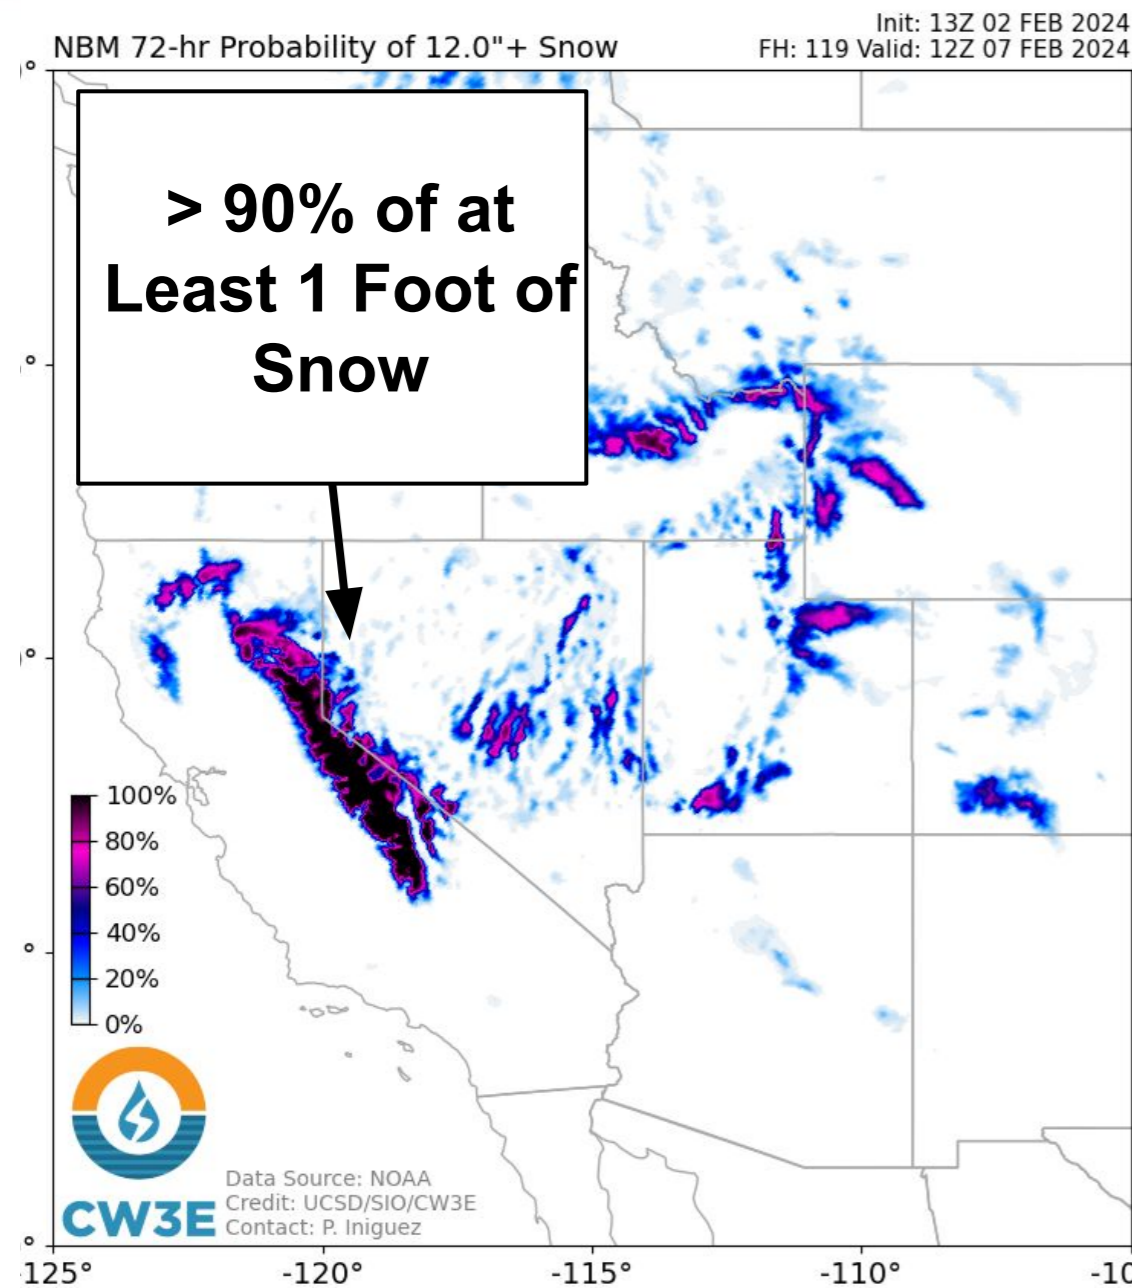 Init: 13Z 02 FEB 2024
NBM 72-hr Probability of 12.0"+ Snow
FH: 119 Valid: 12Z 07 FEB 2024
> 90% of at
Least 1 Foot of
Snow
100%
80%
60%
40%
20%
0%
CW3E
Data Source: NOAA
Credit: UCSD/SIO/CW3E
Contact: P. Iniguez
-120°
-115°
-110°